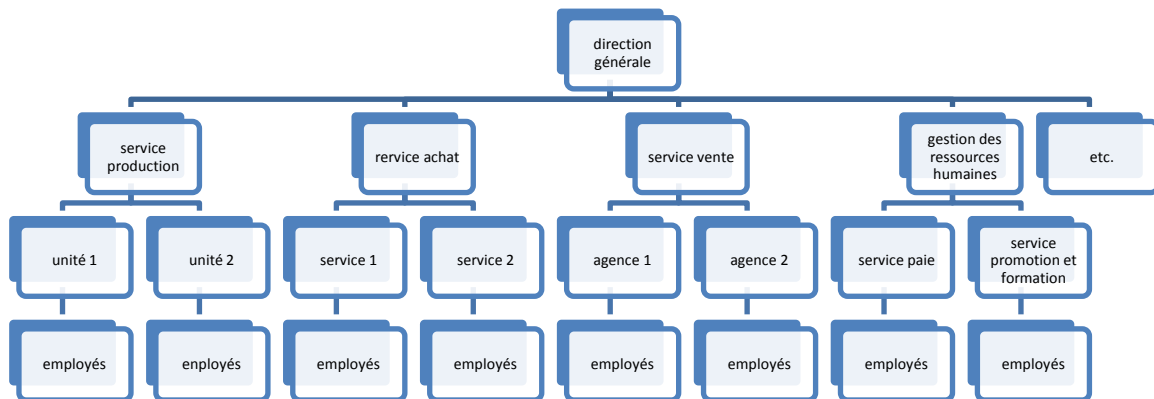 direction
générale
service
production
rervice achat
service vente
gestion des
ressources
humaines
etc.
unité 1
unité 2
service 1
service 2
agence 1
agence 2
service paie
service
promotion et
formation
employés
enployés
employés
employés
employés
employés
employés
employés